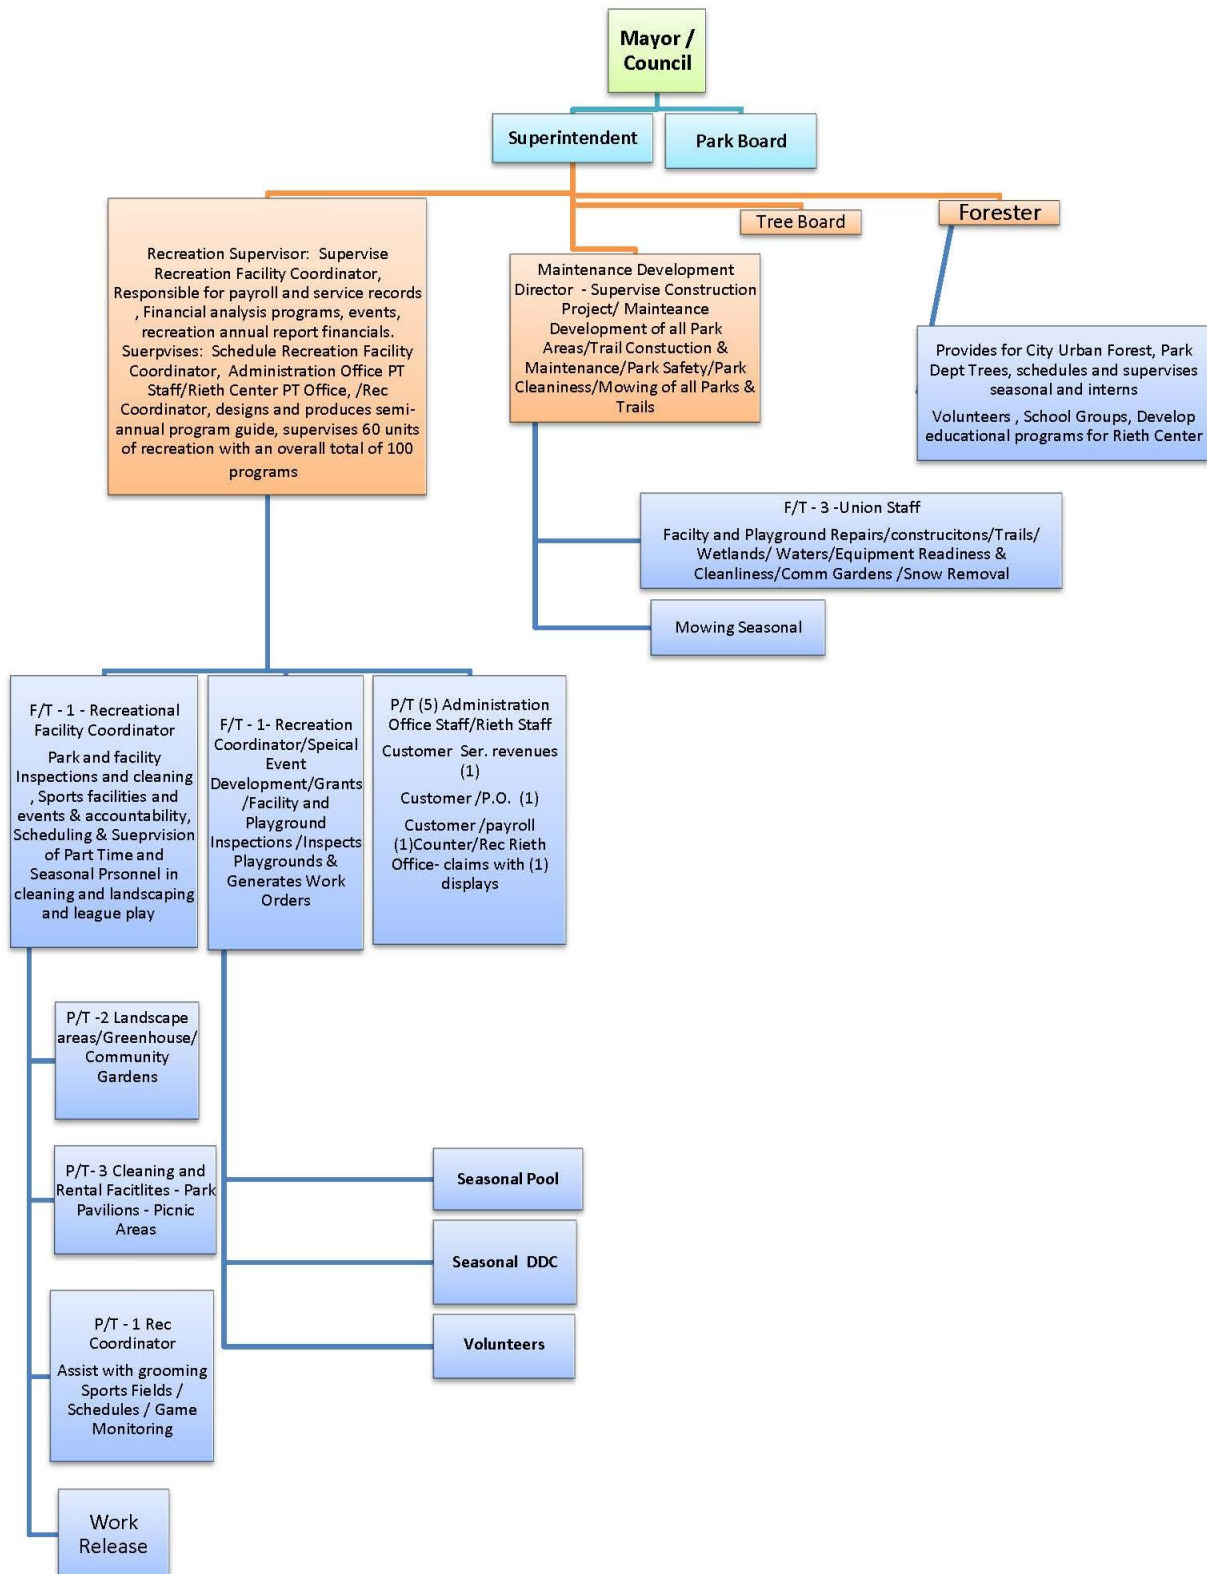 Mayor /
Council
Superintendent
Park Board
Recreation Supervisor: Supervise
Recreation Facility Coordinator,
Responsible for payroll and service records
, Financial analysis programs, events,
recreation annual report financials.
Suerpvises: Schedule Recreation Facility
Coordinator, Administration Office PT
Staff/Rieth Center PT Office, /Rec
Coordinator, designs and produces semi-
annual program guide, supervises 60 units
of recreation with an overall total of 100
programs
Maintenance Development
Director - Supervise Construction
Project/ Mainteance
Development of all Park
Areas/Trail Constuction &
Maintenance/Park Safety/Park
Cleaniness/Mowing of all Parks &
Trails
Tree Board
Forester
Provides for City Urban Forest, Park
Dept Trees, schedules and supervises
seasonal and interns
Volunteers , School Groups, Develop
educational programs for Rieth Center
F/T - 3 -Union Staff
Facilty and Playground Repairs/construcitons/Trails/
Wetlands/ Waters/Equipment Readiness &
Cleanliness/Comm Gardens /Snow Removal
Mowing Seasonal
F/T - 1 - Recreational
Facility Coordinator
Park and facility
Inspections and cleaning
, Sports facilities and
events & accountability,
Scheduling & Sueprvision
of Part Time and
Seasonal Prsonnel in
cleaning and landscaping
and league play
F/T - 1- Recreation
Coordinator/Speical
Event
Development/Grants
/Facility and
Playground
Inspections /Inspects
Playgrounds &
Generates Work
Orders
P/T (5) Administration
Office Staff/Rieth Staff
Customer Ser. revenues
(1)
Customer /P.O. (1)
Customer /payroll
(1)Counter/Rec Rieth
Office- claims with (1)
displays
P/T -2 Landscape
areas/Greenhouse/
Community
Gardens
P/T- 3 Cleaning and
Rental Facitlites - Park
Pavilions - Picnic
Areas
P/T - 1 Rec
Coordinator
Assist with grooming
Sports Fields /
Schedules / Game
Monitoring
Work
Release
Seasonal Pool
Seasonal DDC
Volunteers